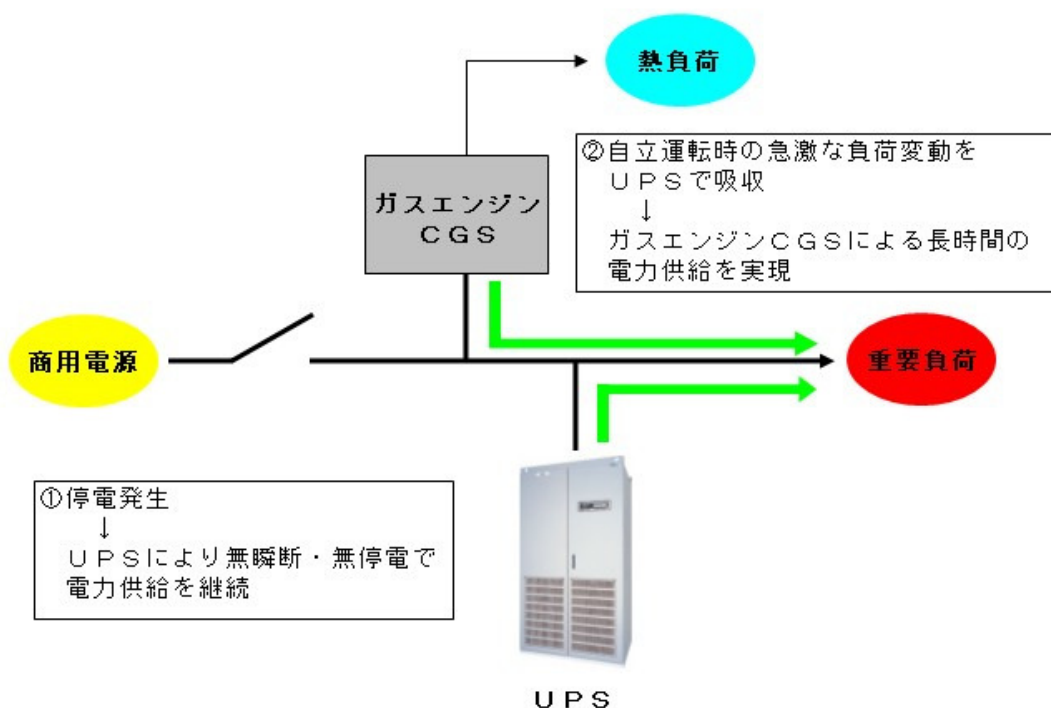 熱負荷
ガスエンジン
ＣＧＳ
②自立運転時の急激な負荷変動を
ＵＰＳで吸収
↓
ガスエンジンＣＧＳによる長時間の
電力供給を実現
商用電源
重要負荷
①停電発生
↓
ＵＰＳにより無瞬断・無停電で
電力供給を継続
ＵＰＳ